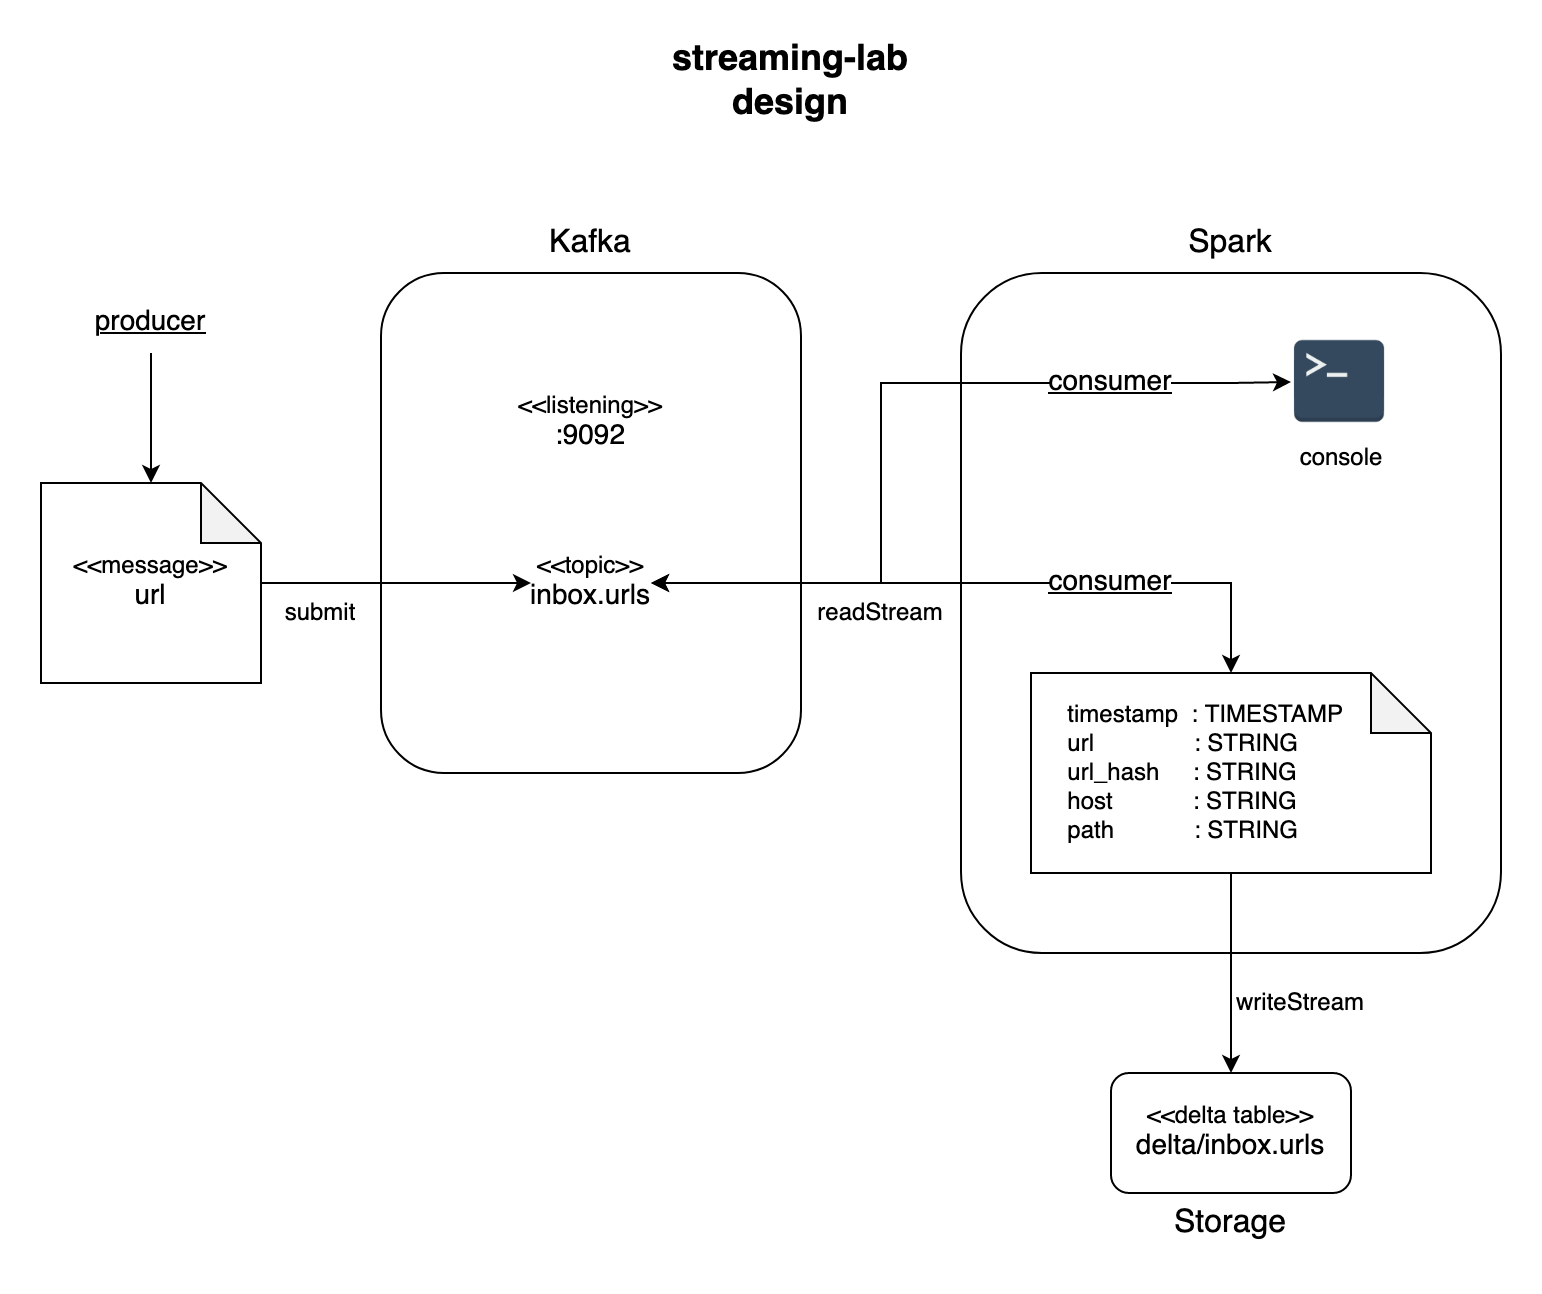 streaming-lab
design
Kafka
Spark
producer
<<listening>>
:9092
consumer
>_
console
<<message>>
url
submit
<<topic>>
inbox.urls
readStream
consumer
timestamp : TIMESTAMP
url : STRING
url_hash : STRING
host : STRING
path : STRING
writeStream
<<delta table>>
delta/inbox.urls
Storage